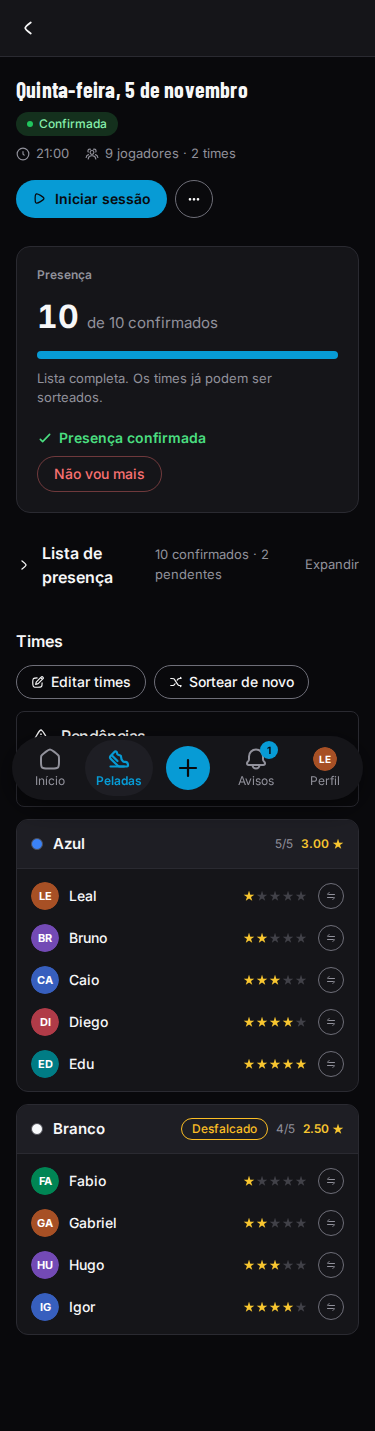 Quinta-feira, 5 de novembro
Confirmada
21:00 9 jogadores · 2 times
Iniciar sessão
Presença
10 de 10 confirmados
Lista completa. Os times já podem ser
sorteados.
Presença confirmada
Não vou mais
Lista de
presença
10 confirmados · 2
pendentes
Expandir
Times
Editar times
Sortear de novo
Pendências
Início
Peladas
1
Avisos
LE
Perfil
Azul 5/5 3.00 ★
LE Leal
BR Bruno
CA Caio
DI Diego
ED Edu
Branco Desfalcado 4/5 2.50 ★
FA Fabio
GA Gabriel
HU Hugo
IG Igor